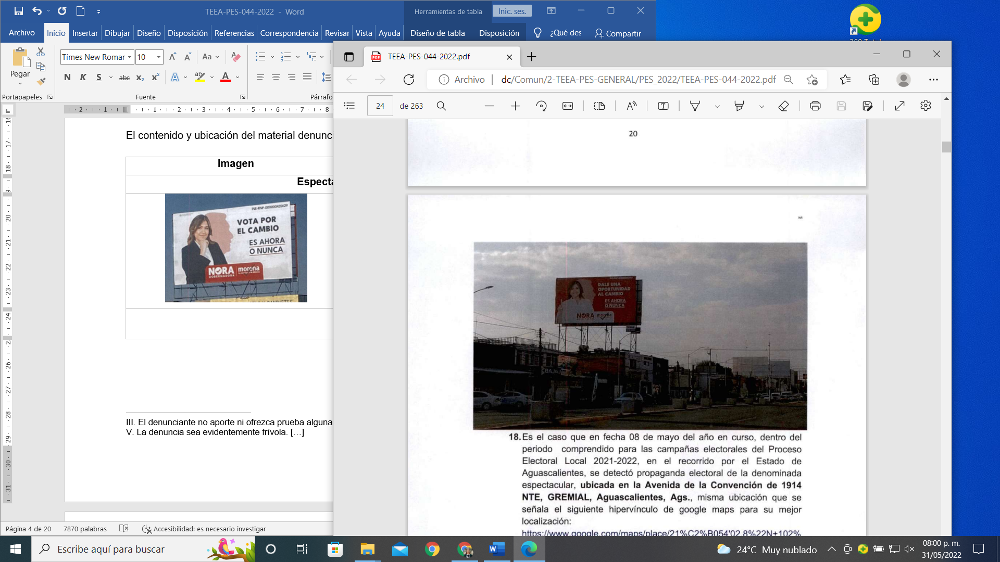 TEEA-PES-044-2022 - Word
Herramientas de tabla
Inic. ses.
Archivo
Inicio
Insertar
Dibujar
Diseño
Disposición
Referencias
Correspondencia
Revisar
Vista
Ayuda
Diseño de tabla
Disposición
¿Qué des
Compartir
Pegar
Times New Romar
10
Aa
N K S abc x₂ x²
Portapapeles
Fuente
Párrafo
El contenido y ubicación del material denunci
Imagen
Especta
INE-RNP-000000435629
VOTA POR
EL CAMBIO
ES AHORA
O NUNCA
NORA
GOBERNADORA
morena
III. El denunciante no aporte ni ofrezca prueba alguna
V. La denuncia sea evidentemente frívola. […]
Página 4 de 20
7870 palabras
Accesibilidad: es necesario investigar
TEEA-PES-044-2022.pdf
Archivo
dc/Comun/2-TEEA-PES-GENERAL/PES_2022/TEEA-PES-044-2022.pdf
24
de 263
20
DALE UNA
OPORTUNIDAD
AL CAMBIO
ES AHORA
O NUNCA
NORA
morena
18. Es el caso que en fecha 08 de mayo del año en curso, dentro del
periodo comprendido para las campañas electorales del Proceso
Electoral Local 2021-2022, en el recorrido por el Estado de
Aguascalientes, se detectó propaganda electoral de la denominada
espectacular, ubicada en la Avenida de la Convención de 1914
NTE, GREMIAL, Aguascalientes, Ags., misma ubicación que se
señala el siguiente hipervínculo de google maps para su mejor
localización:
https://www.google.com/maps/place/21%C2%B054'02.8%22N+102%
Escribe aquí para buscar
24°C Muy nublado
08:00 p. m.
31/05/2022